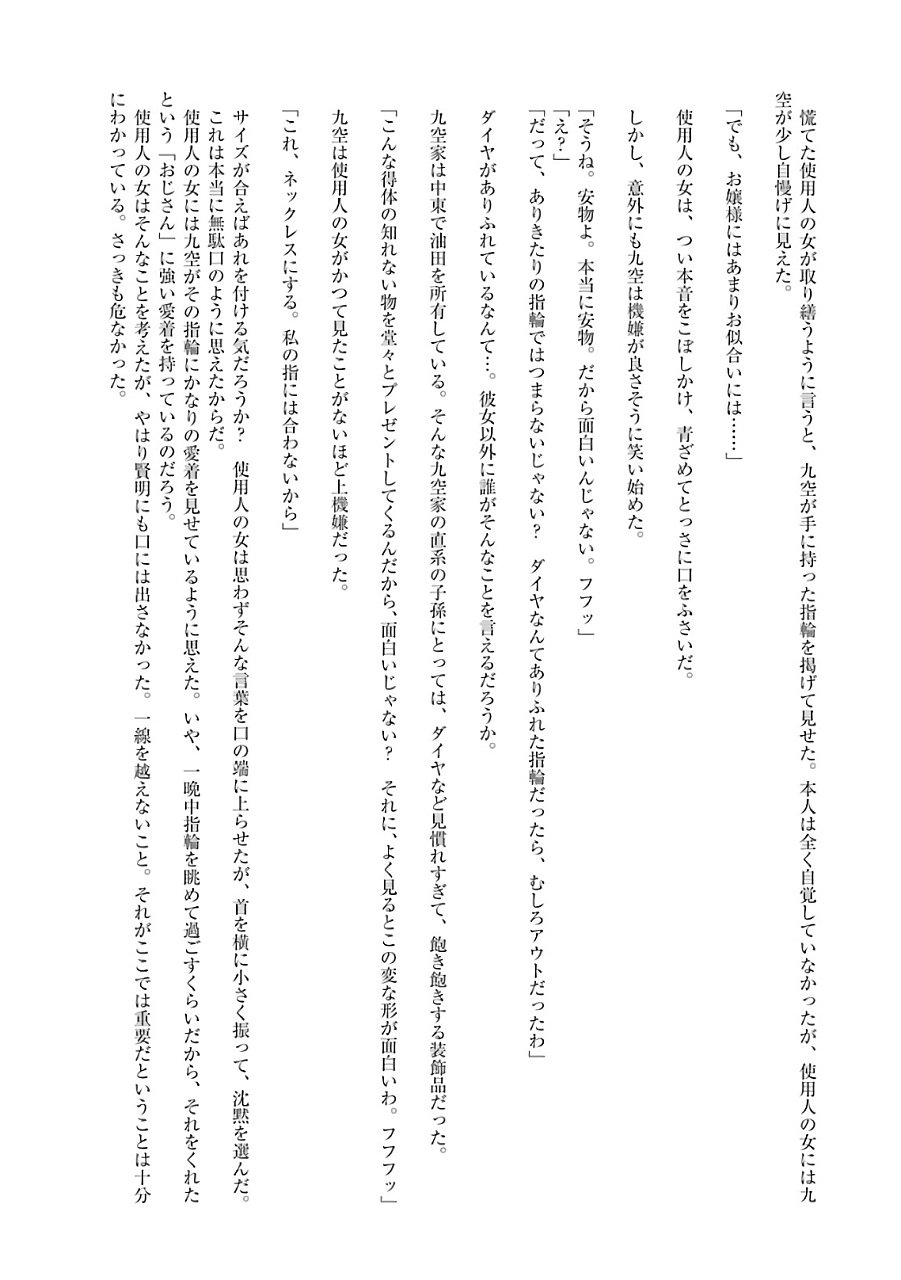 慌てた使用人の女が取り繕うように言うと、九空が手に持った指輪を掲げて見せた。本人は全く自覚していなかったが、使用人の女には九
空が少し自慢げに見えた。
「でも、お嬢様にはあまりお似合いには……」
使用人の女は、つい本音をこぼしかけ、青ざめてとっさに口をふさいだ。
しかし、意外にも九空は機嫌が良さそうに笑い始めた。
「そうね。安物よ。本当に安物。だから面白いんじゃない。フフッ」
「え？」
「だって、ありきたりの指輪ではつまらないじゃない？　ダイヤなんてありふれた指輪だったら、むしろアウトだったわ」
ダイヤがありふれているなんて…。彼女以外に誰がそんなことを言えるだろうか。
九空家は中東で油田を所有している。そんな九空家の直系の子孫にとっては、ダイヤなど見慣れすぎて、飽き飽きする装飾品だった。
「こんな得体の知れない物を堂々とプレゼントしてくるんだから、面白いじゃない？　それに、よく見るとこの変な形が面白いわ。フフフッ」
九空は使用人の女がかつて見たことがないほど上機嫌だった。
「これ、ネックレスにする。私の指には合わないから」
サイズが合えばあれを付ける気だろうか？　使用人の女は思わずそんな言葉を口の端に上らせたが、首を横に小さく振って、沈黙を選んだ。
これは本当に無駄口のように思えたからだ。
使用人の女には九空がその指輪にかなりの愛着を見せているように思えた。いや、一晩中指輪を眺めて過ごすくらいだから、それをくれた
という「おじさん」に強い愛着を持っているのだろう。
使用人の女はそんなことを考えたが、やはり賢明にも口には出さなかった。一線を越えないこと。それがここでは重要だということは十分
にわかっている。さっきも危なかった。